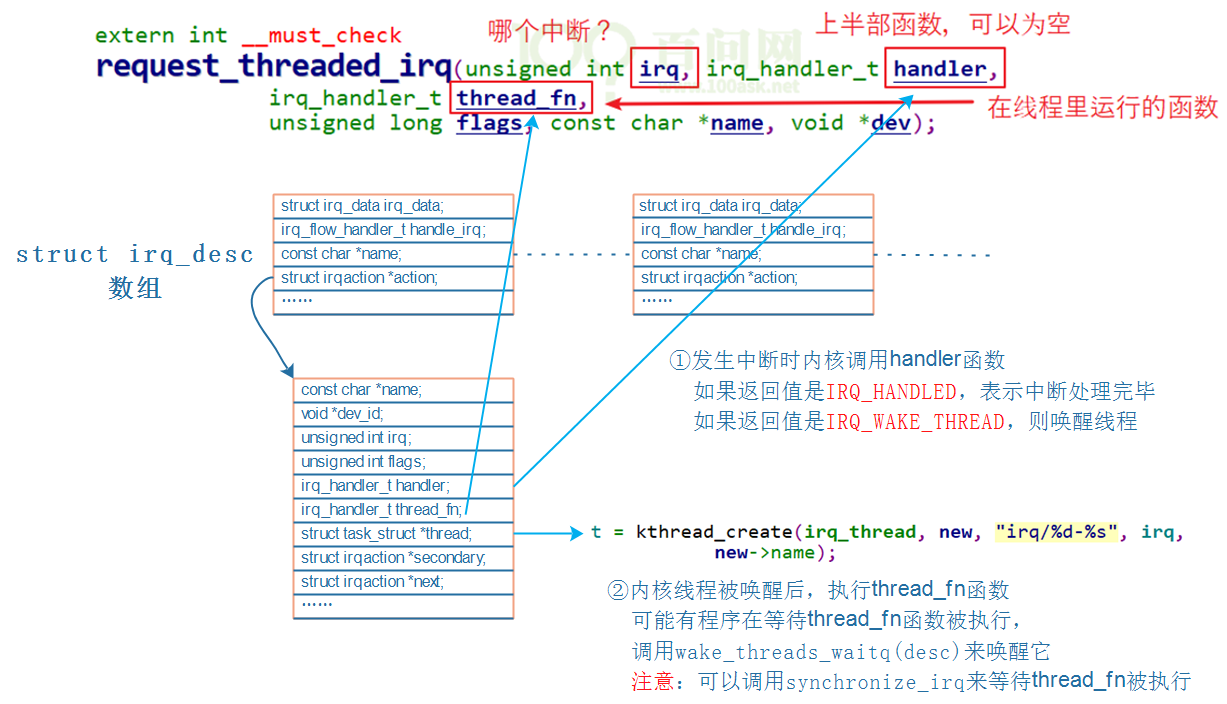 extern int __must_check
哪个中断？
上半部函数, 可以为空
百问网
www.100ask.net
request_threaded_irq(unsigned int irq, irq_handler_t handler,
irq_handler_t thread_fn,
在线程里运行的函数
unsigned long flags, const char *name, void *dev);
struct irq_desc
数组
struct irq_data irq_data;
irq_flow_handler_t handle_irq;
const char *name;
struct irqaction *action;
……
struct irq_data irq_data;
irq_flow_handler_t handle_irq;
const char *name;
struct irqaction *action;
……
①发生中断时内核调用handler函数
如果返回值是IRQ_HANDLED，表示中断处理完毕
如果返回值是IRQ_WAKE_THREAD，则唤醒线程
const char *name;
void *dev_id;
unsigned int irq;
unsigned int flags;
irq_handler_t handler;
irq_handler_t thread_fn;
struct task_struct *thread;
struct irqaction *secondary;
struct irqaction *next;
……
t = kthread_create(irq_thread, new, "irq/%d-%s", irq,
new->name);
②内核线程被唤醒后，执行thread_fn函数
可能有程序在等待thread_fn函数被执行，
调用wake_threads_waitq(desc)来唤醒它
注意：可以调用synchronize_irq来等待thread_fn被执行